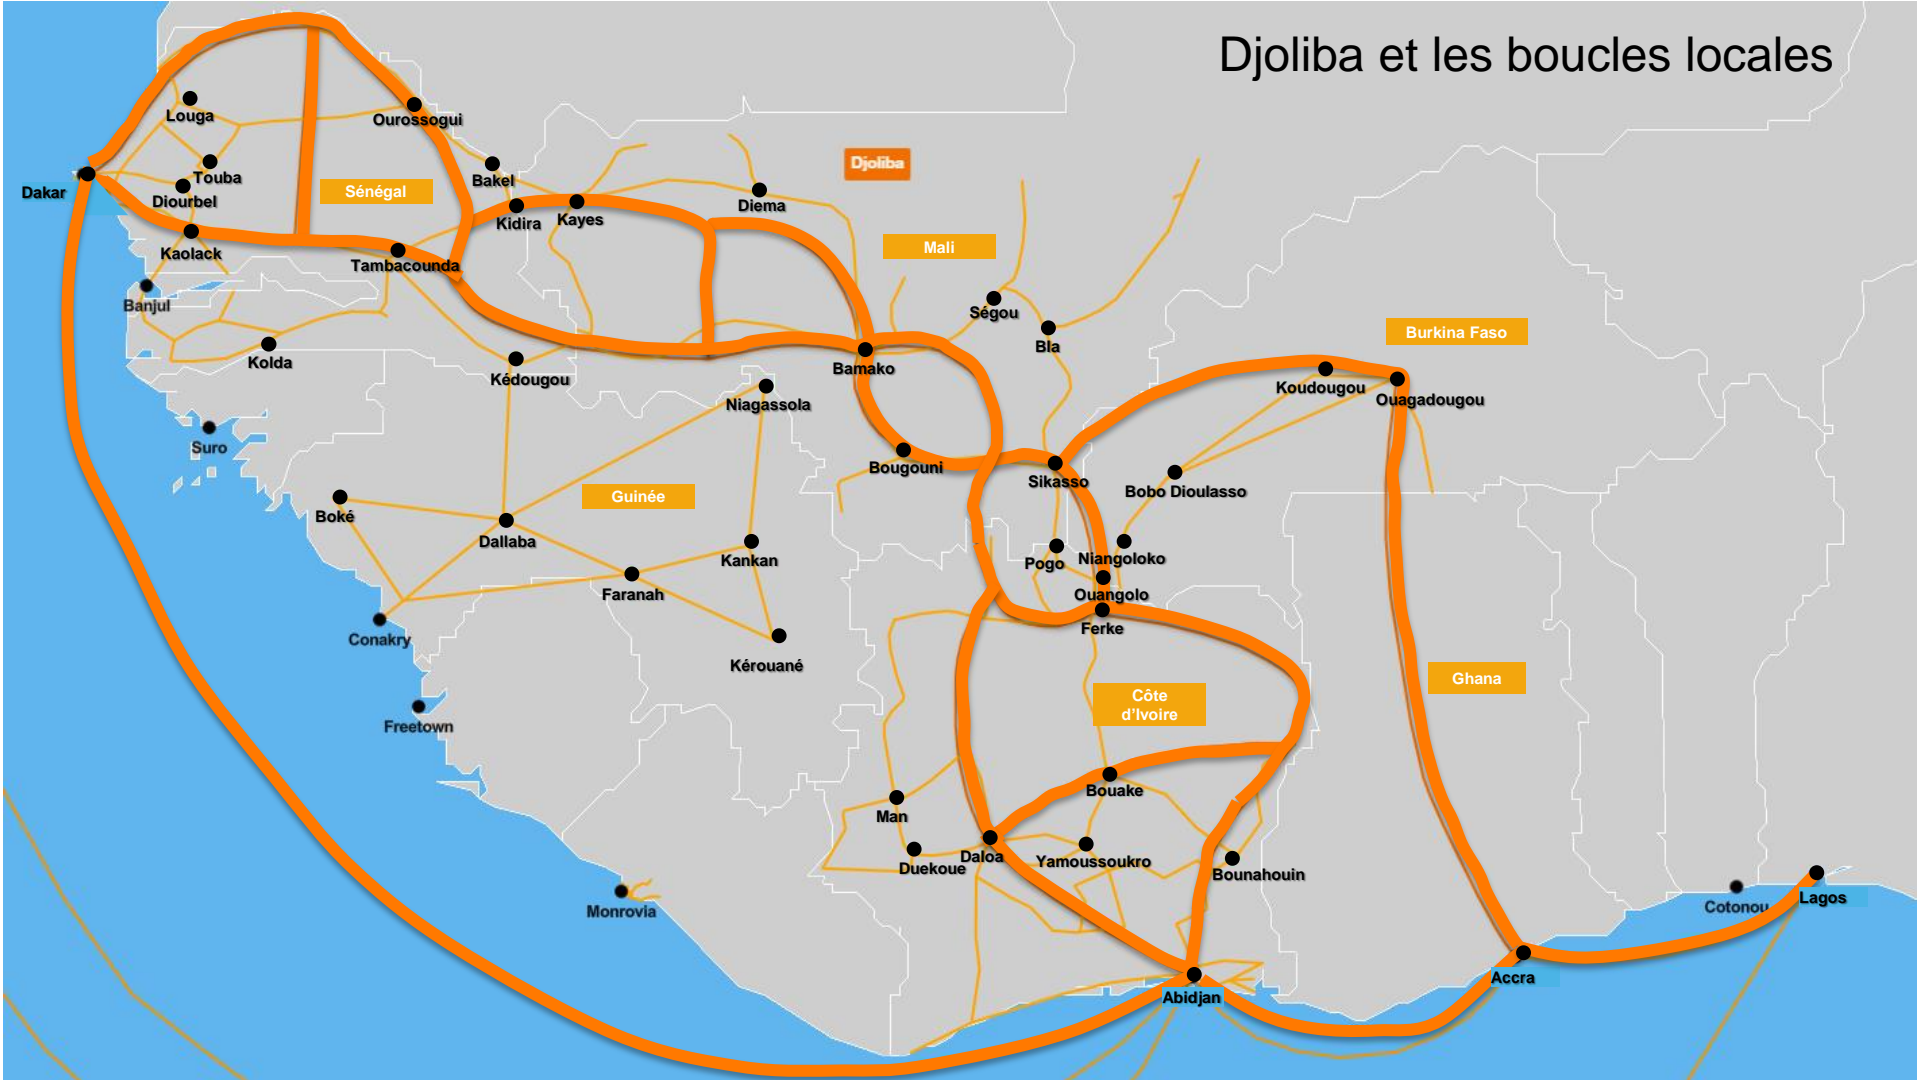 Djoliba et les boucles locales
Louga
Ourossogui
Djoliba
Touba
Bakel
Dakar
Diourbel
Sénégal
Kidira
Kayes
Diema
Kaolack
Tambacounda
Mali
Banjul
Ségou
Bla
Burkina Faso
Kolda
Kédougou
Bamako
Koudougou
Niagassola
Ouagadougou
Suro
Bougouni
Sikasso
Bobo Dioulasso
Guinée
Boké
Dallaba
Kankan
Pogo
Niangoloko
Faranah
Ouangolo
Conakry
Ferke
Kérouané
Ghana
Côte
d'Ivoire
Freetown
Bouake
Man
Duekoue
Daloa
Yamoussoukro
Bounahouin
Monrovia
Cotonou
Lagos
Abidjan
Accra